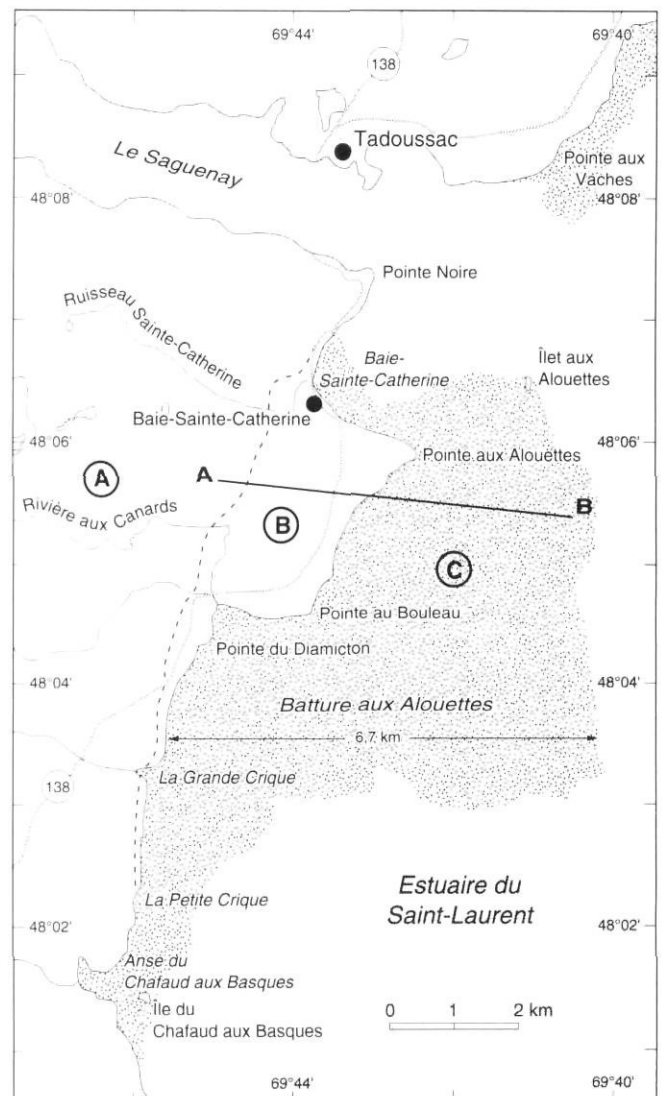 69°44'
69°40'
138
Tadoussac
Le Saguenay
Pointe aux
Vaches
48°08'
48°08'
Pointe Noire
Ruisseau
Sainte-Catherine
Baie-
Sainte-Catherine
Îlet aux
Alouettes
Baie-Sainte-Catherine
48°06'
48°06'
Pointe aux Alouettes
A
A
B
Rivière aux Canards
B
C
Pointe au Bouleau
Pointe du Diamicton
48°04'
48°04'
Batture aux Alouettes
6.7 km
La Grande Crique
138
Estuaire du
Saint-Laurent
La Petite Crique
48°02'
48°02'
Anse du
Chafaud aux Basques
Île du
Chafaud aux Basques
0 1 2 km
69°44'
69°40'